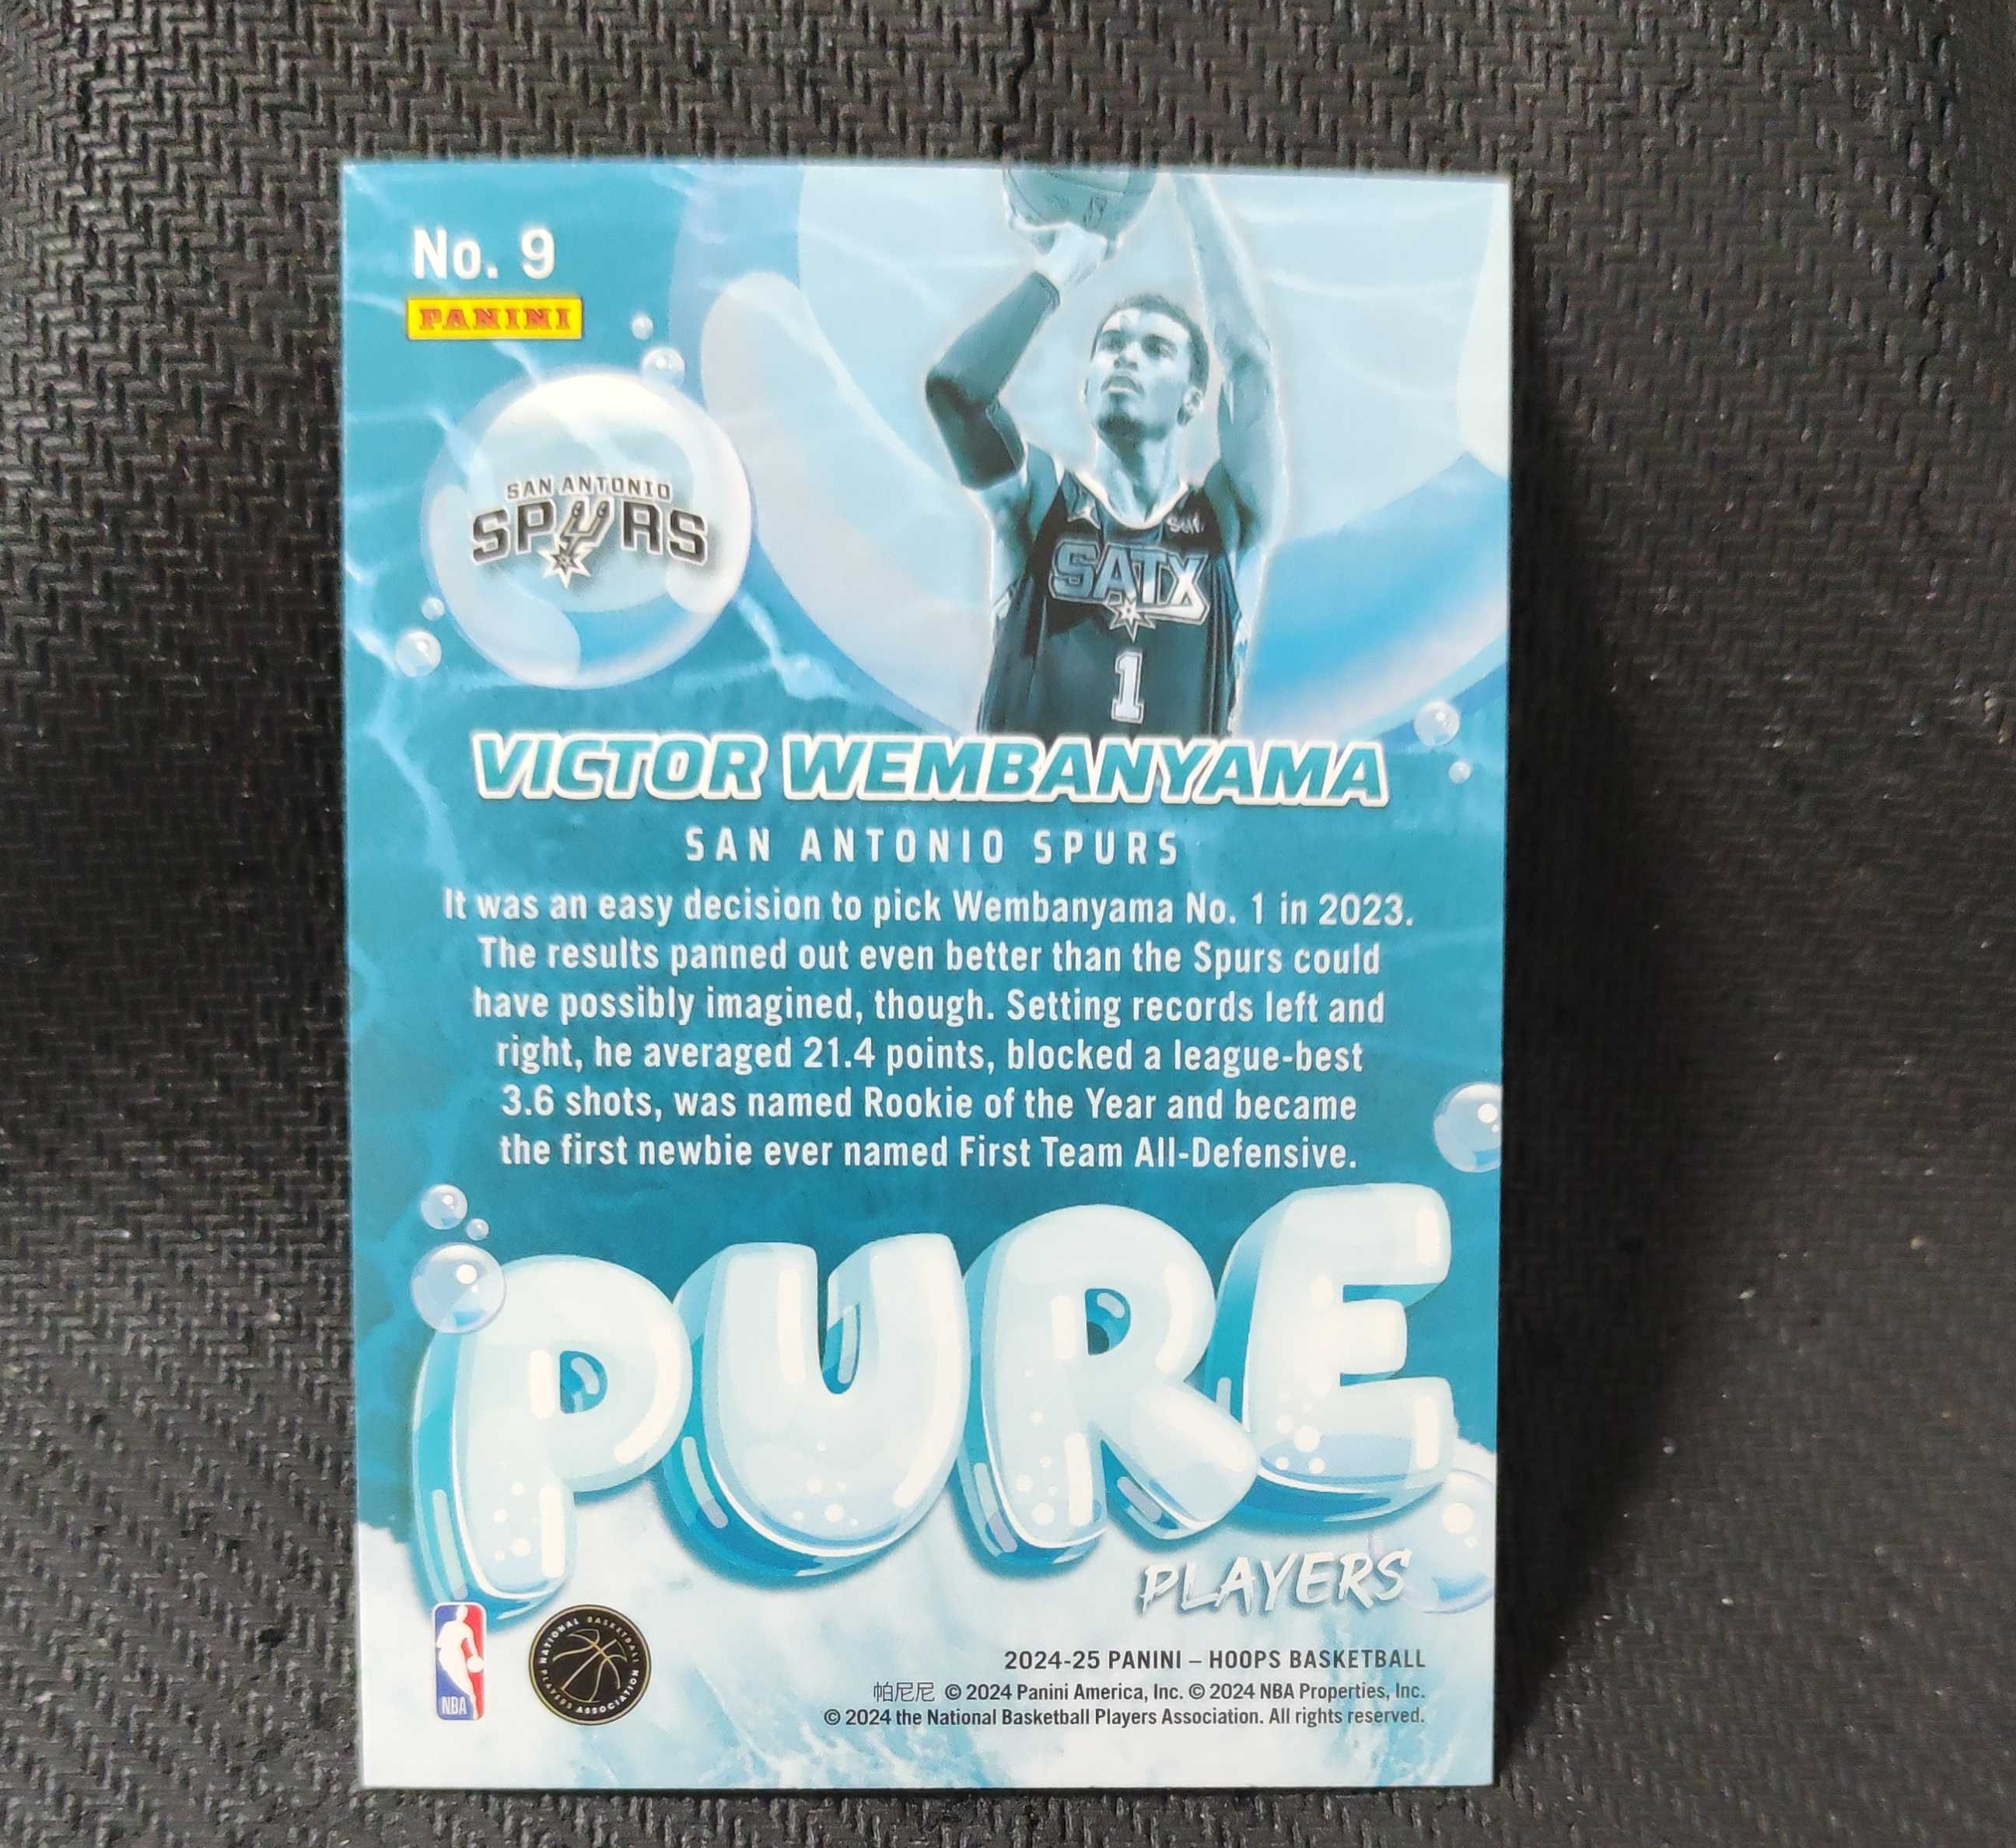 No. 9
PANINI
SAN ANTONIO
SPURS
Self.
SATX
1
VICTOR WEMBANYAMA
SAN ANTONIO SPURS
It was an easy decision to pick Wembanyama No. 1 in 2023.
The results panned out even better than the Spurs could
have possibly imagined, though. Setting records left and
right, he averaged 21.4 points, blocked a league-best
3.6 shots, was named Rookie of the Year and became
the first newbie ever named First Team All-Defensive.
PURE
PLAYERS
NBA
NATIONAL BASKETBALL PLAYERS ASSOCIATION
2024-25 PANINI – HOOPS BASKETBALL
帕尼尼 © 2024 Panini America, Inc. © 2024 NBA Properties, Inc.
© 2024 the National Basketball Players Association. All rights reserved.